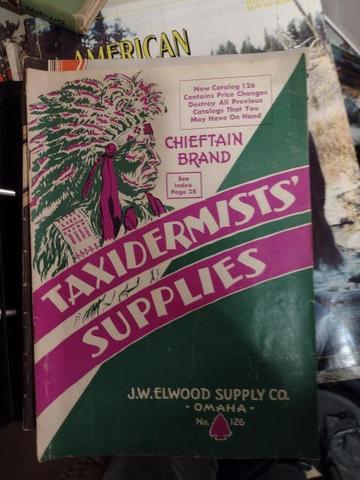 AMERICAN
New Catalog 126
Contains Price Changes
Destroy All Previous
Catalogs That You
May Have On Hand
CHIEFTAIN
BRAND
See
Index
Page 28
TAXIDERMISTS'
SUPPLIES
J.W. ELWOOD SUPPLY CO.
- OMAHA -
No. 126